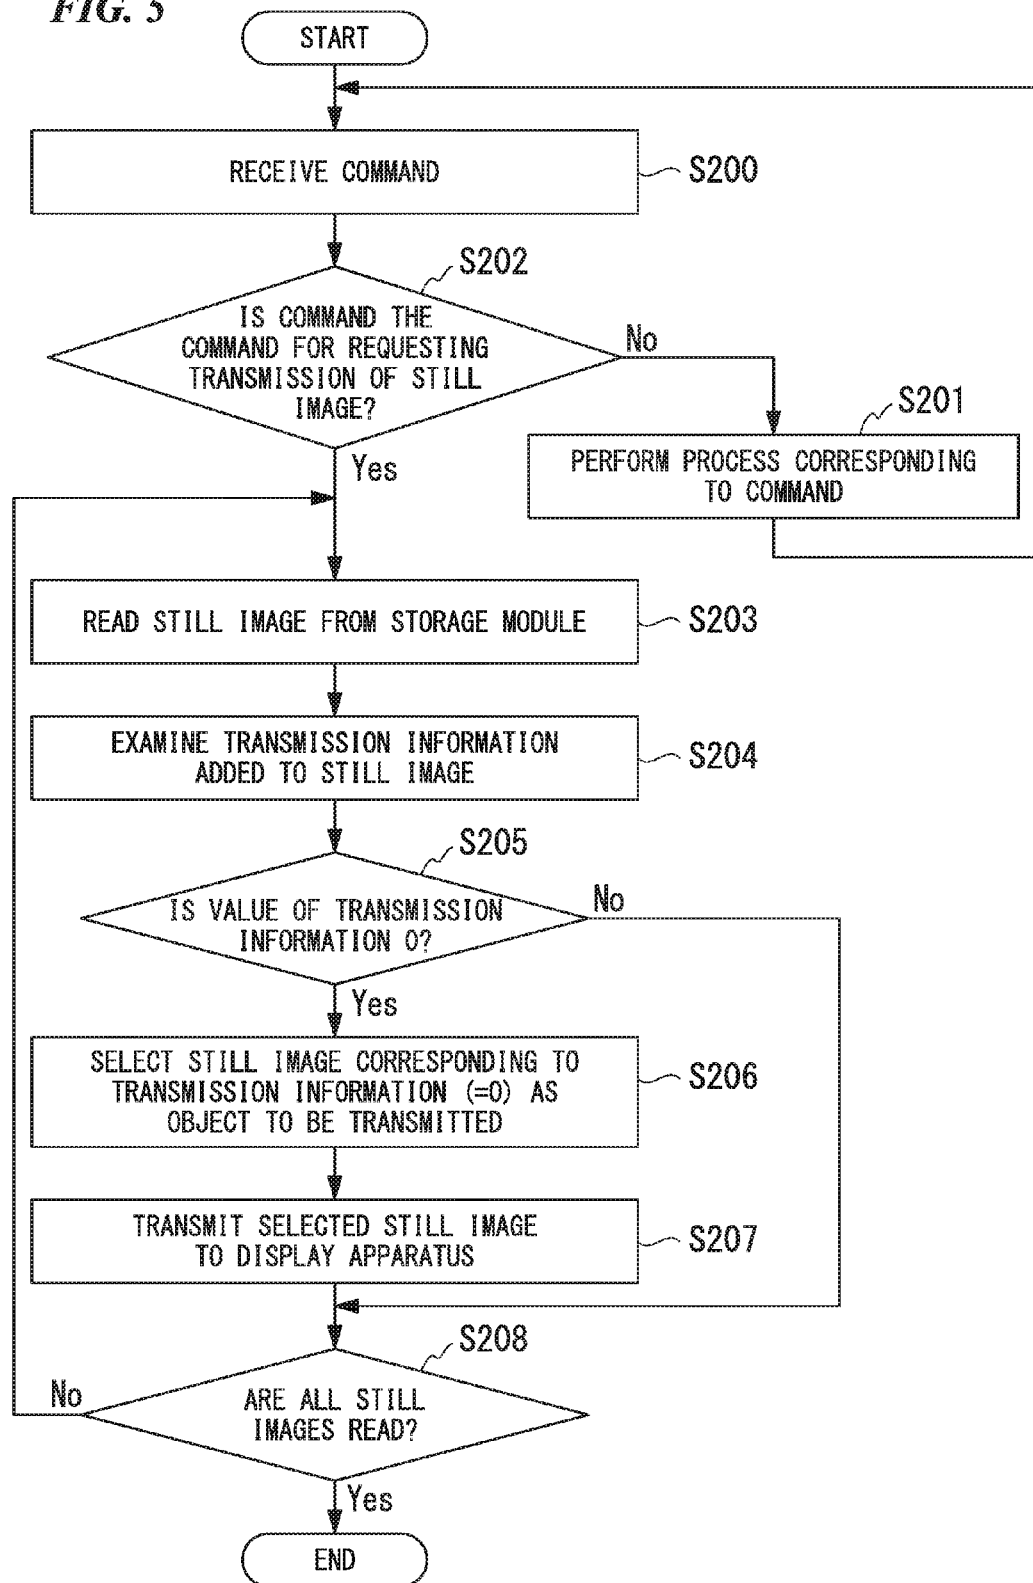 FIG. 5
START
RECEIVE COMMAND
S200
S202
IS COMMAND THE
COMMAND FOR REQUESTING
TRANSMISSION OF STILL
IMAGE?
No
Yes
S201
PERFORM PROCESS CORRESPONDING
TO COMMAND
READ STILL IMAGE FROM STORAGE MODULE
S203
EXAMINE TRANSMISSION INFORMATION
ADDED TO STILL IMAGE
S204
S205
IS VALUE OF TRANSMISSION
INFORMATION 0?
No
Yes
SELECT STILL IMAGE CORRESPONDING TO
TRANSMISSION INFORMATION (=0) AS
OBJECT TO BE TRANSMITTED
S206
TRANSMIT SELECTED STILL IMAGE
TO DISPLAY APPARATUS
S207
S208
ARE ALL STILL
IMAGES READ?
No
Yes
END